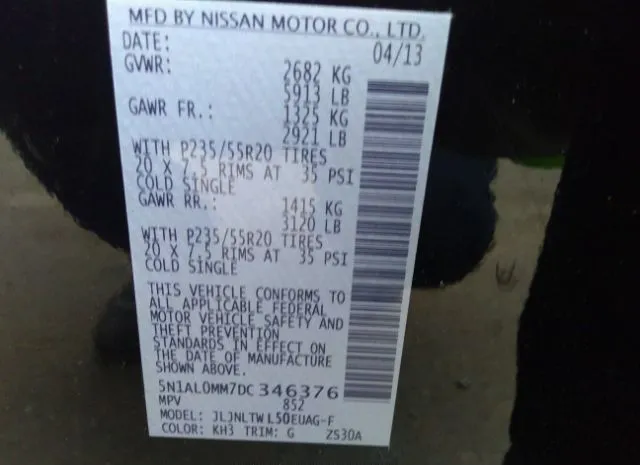 MFD BY NISSAN MOTOR CO., LTD.
DATE: 04/13
GVWR: 2682 KG
5913 LB
GAWR FR.: 1325 KG
2921 LB
WITH P235/55R20 TIRES
20 X 7.5 RIMS AT 35 PSI
COLD SINGLE
GAWR RR.: 1415 KG
3120 LB
WITH P235/55R20 TIRES
20 X 7.5 RIMS AT 35 PSI
COLD SINGLE
THIS VEHICLE CONFORMS TO
ALL APPLICABLE FEDERAL
MOTOR VEHICLE SAFETY AND
THEFT PREVENTION
STANDARDS IN EFFECT ON
THE DATE OF MANUFACTURE
SHOWN ABOVE.
5N1AL0MM7DC346376
MPV 852
MODEL: JLJNLTWL50EUAG-F
COLOR: KH3 TRIM: G ZS30A